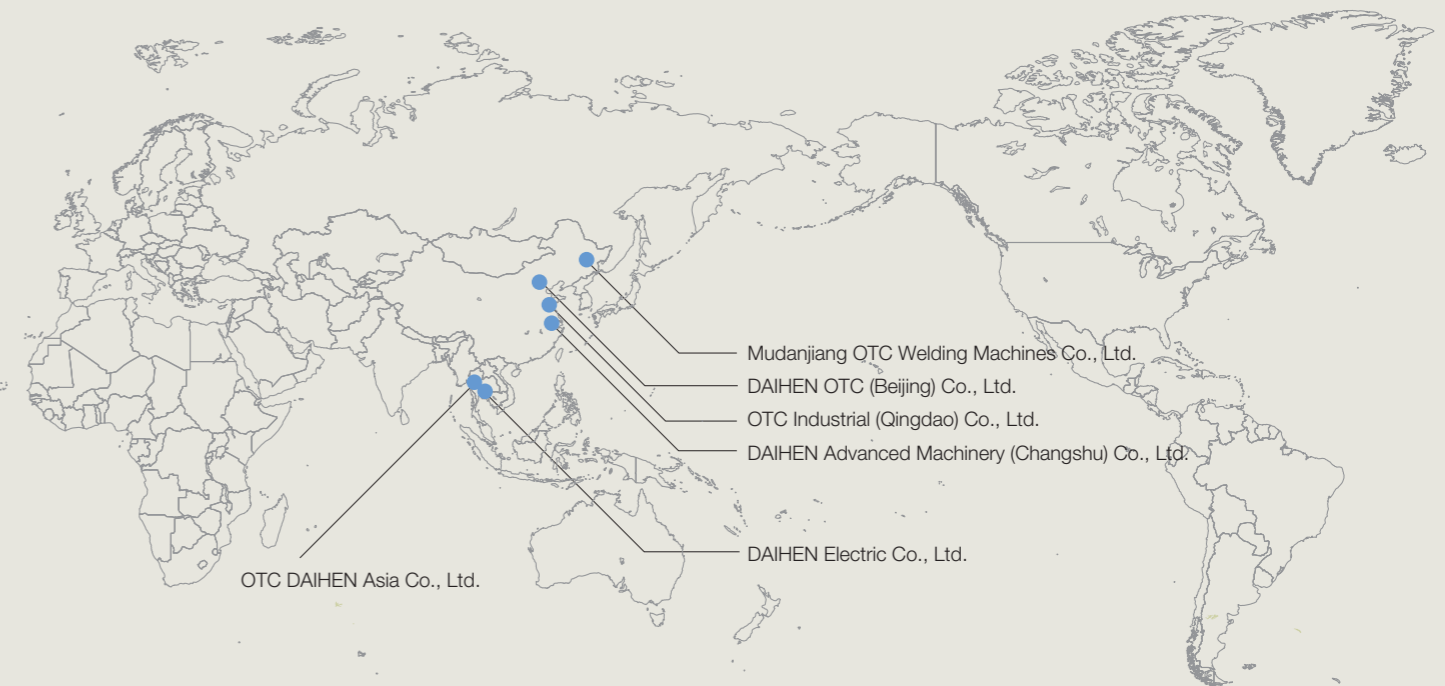 Mudanjiang OTC Welding Machines Co., Ltd.
DAIHEN OTC (Beijing) Co., Ltd.
OTC Industrial (Qingdao) Co., Ltd.
DAIHEN Advanced Machinery (Changshu) Co., Ltd.
DAIHEN Electric Co., Ltd.
OTC DAIHEN Asia Co., Ltd.